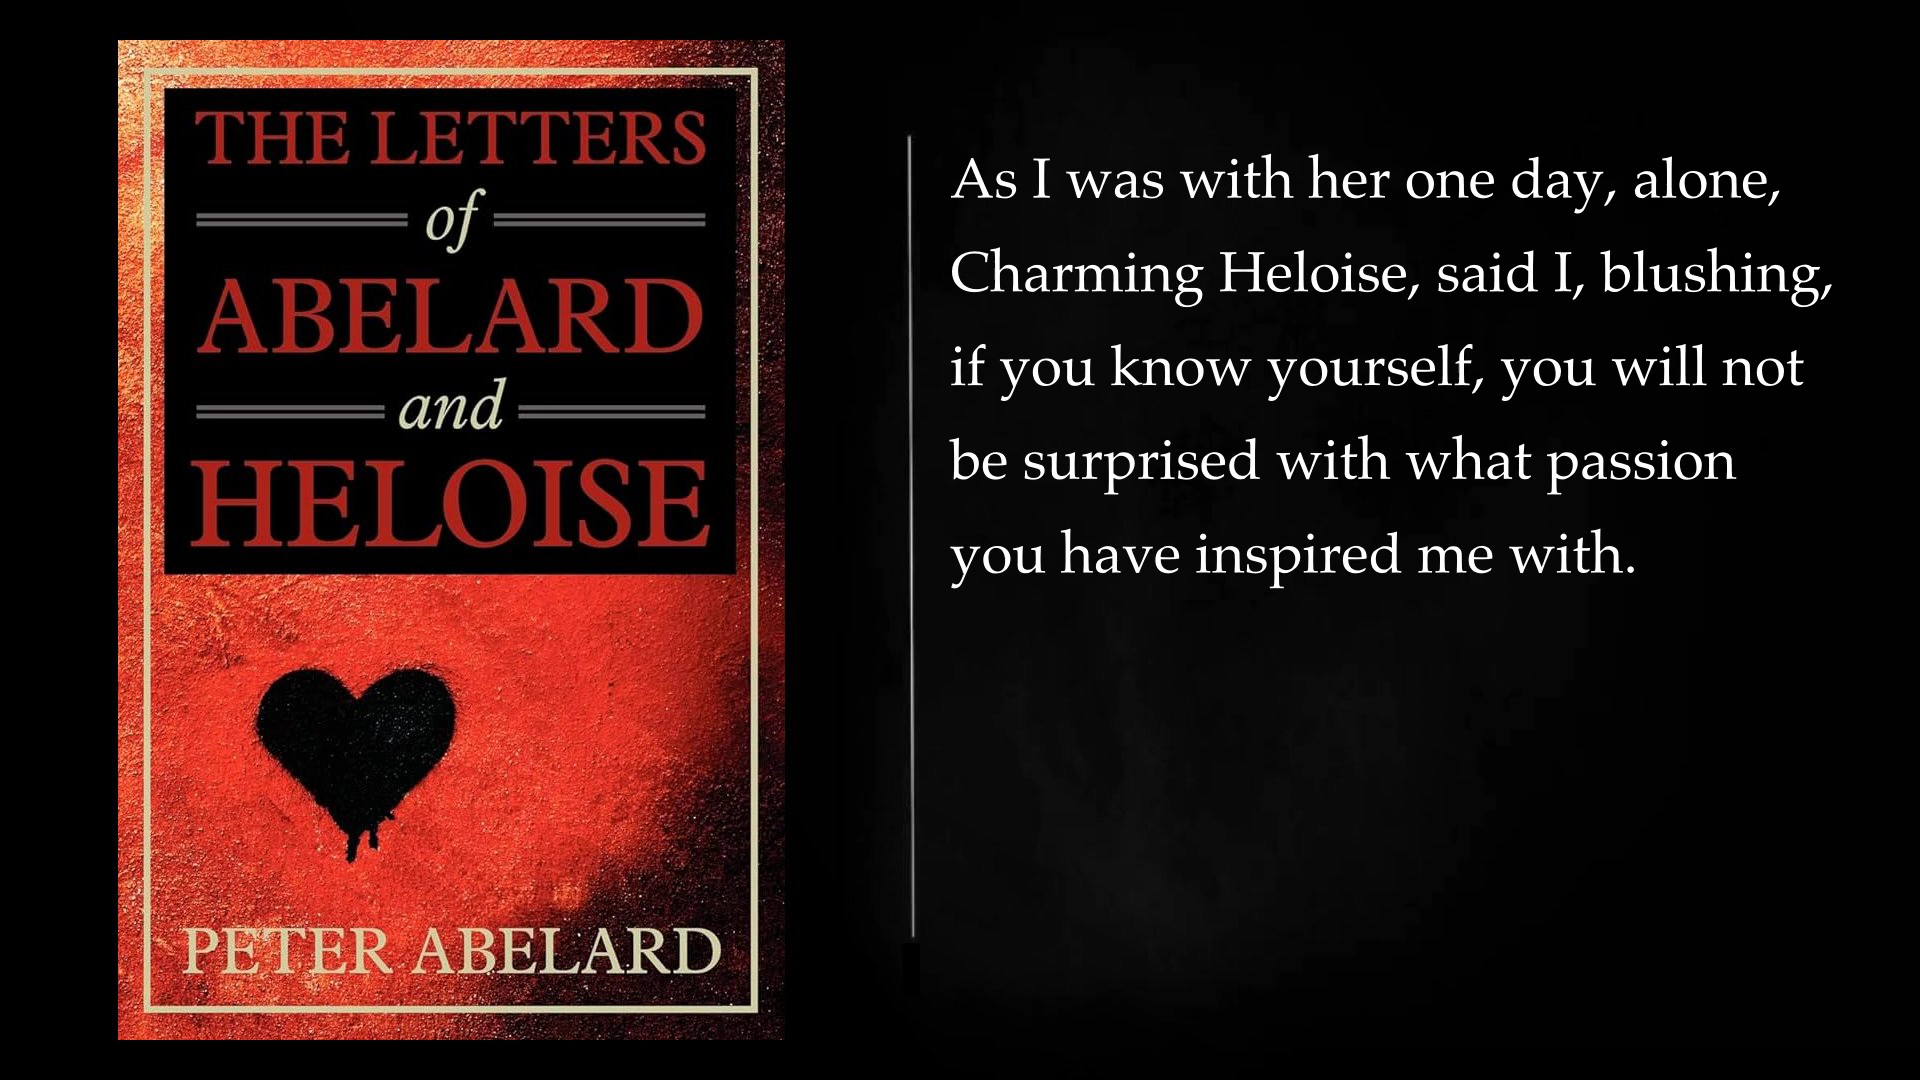 THE LETTERS
of
ABELARD
and
HELOISE
PETER ABELARD
As I was with her one day, alone,
Charming Heloise, said I, blushing,
if you know yourself, you will not
be surprised with what passion
you have inspired me with.